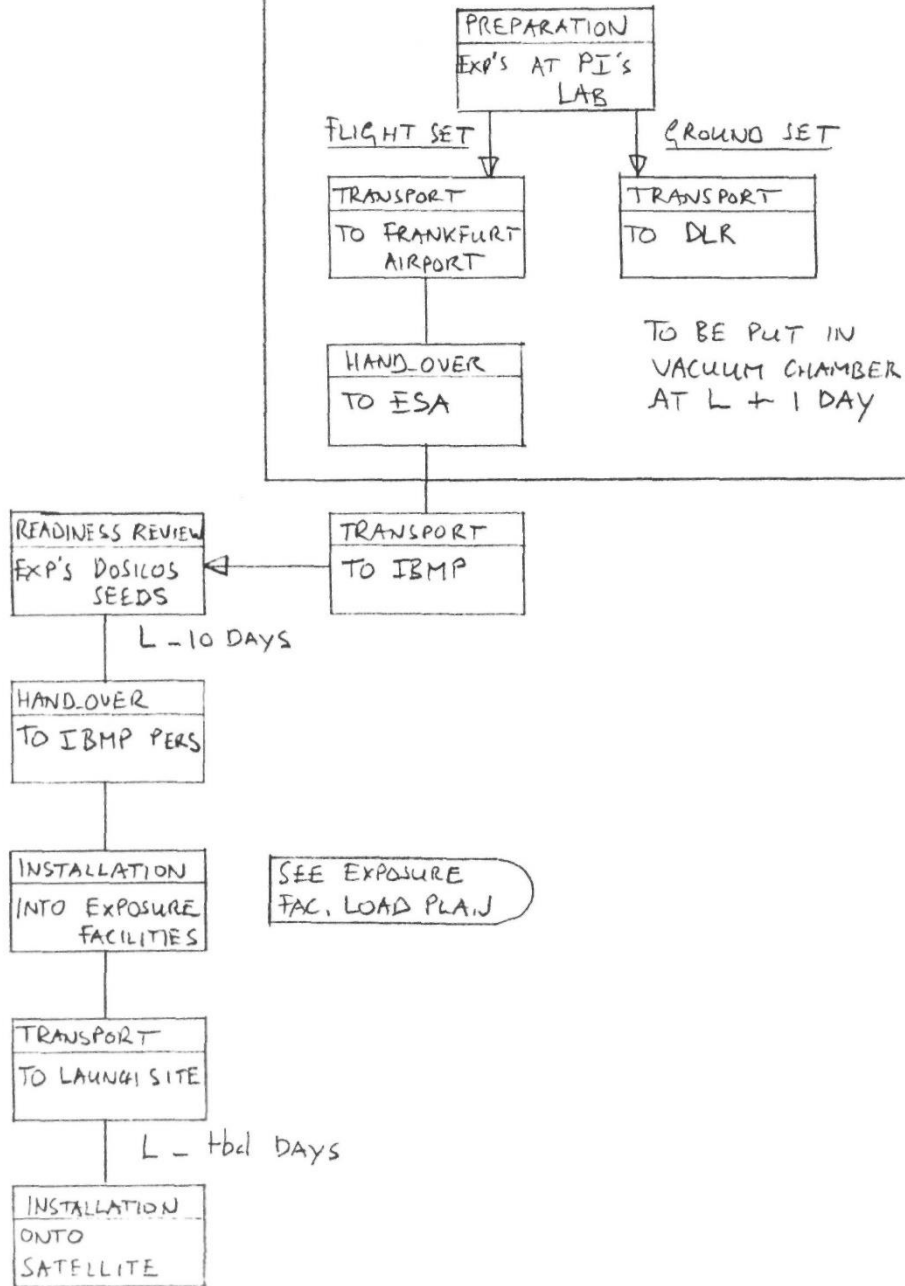 PREPARATION
EXP'S AT PI'S
LAB
FLIGHT SET
GROUND SET
TRANSPORT
TO FRANKFURT
AIRPORT
TRANSPORT
TO DLR
TO BE PUT IN
VACUUM CHAMBER
AT L + 1 DAY
HAND_OVER
TO ESA
READINESS REVIEW
EXP'S DOSICOS
SEEDS
TRANSPORT
TO IBMP
L - 10 DAYS
HAND_OVER
TO IBMP PERS
INSTALLATION
INTO EXPOSURE
FACILITIES
SEE EXPOSURE
FAC. LOAD PLAN
TRANSPORT
TO LAUNCH SITE
L - tbd DAYS
INSTALLATION
ONTO
SATELLITE